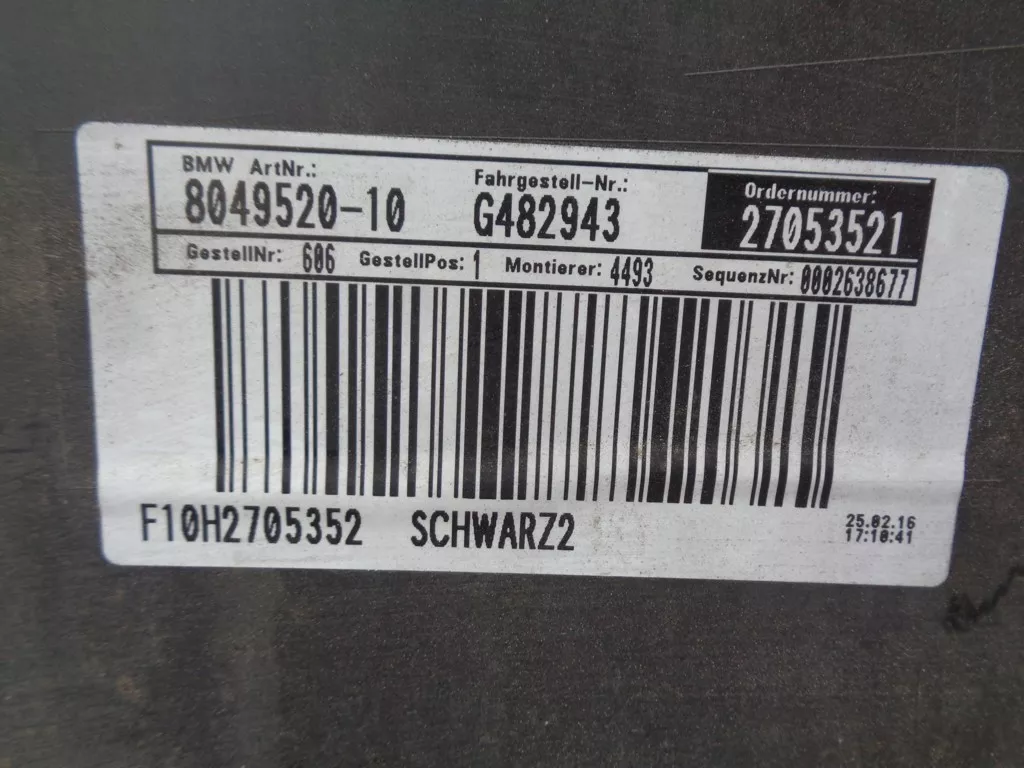 BMW ArtNr.: Fahrgestell-Nr.: Ordernummer:
8049520-10 G482943 27053521
GestellNr: 606 GestellPos: 1 Montierer: 4493 SequenzNr: 0002638677
F10H2705352 SCHWARZ2
25.02.16
17:10:41